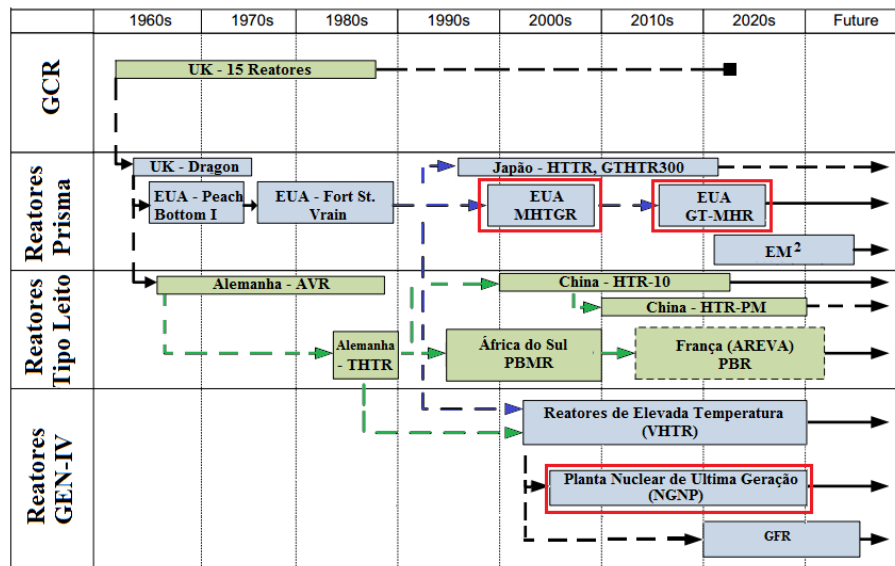 1960s 1970s 1980s 1990s 2000s 2010s 2020s Future
GCR
UK - 15 Reatores
Reatores
Prisma
UK - Dragon
Japão - HTTR, GTHTR300
EUA - Peach
Bottom I
EUA - Fort St.
Vrain
EUA
MHTGR
EUA
GT-MHR
EM²
Reatores
Tipo Leito
Alemanha - AVR
China - HTR-10
China - HTR-PM
Alemanha
- THTR
África do Sul
PBMR
França (AREVA)
PBR
Reatores
GEN-IV
Reatores de Elevada Temperatura
(VHTR)
Planta Nuclear de Ultima Geração
(NGNP)
GFR